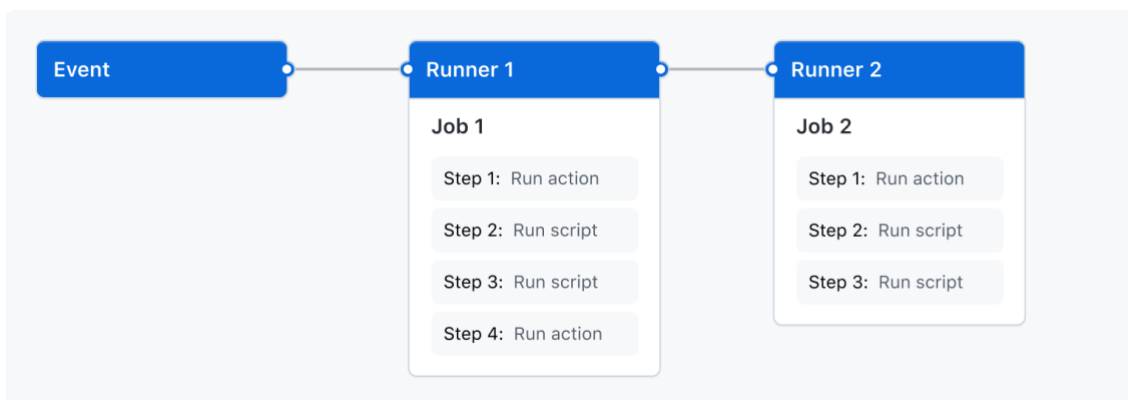 Event
Runner 1
Job 1
Step 1: Run action
Step 2: Run script
Step 3: Run script
Step 4: Run action
Runner 2
Job 2
Step 1: Run action
Step 2: Run script
Step 3: Run script